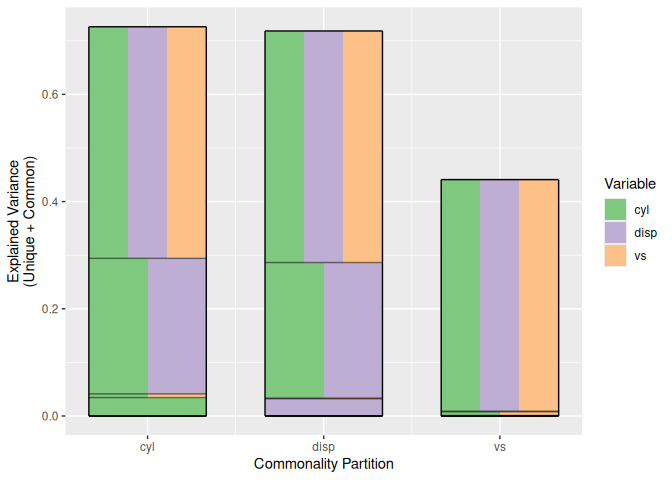 Explained Variance
(Unique + Common)
0.6
0.4
0.2
0.0
cyl
disp
vs
Commonality Partition
Variable
cyl
disp
vs